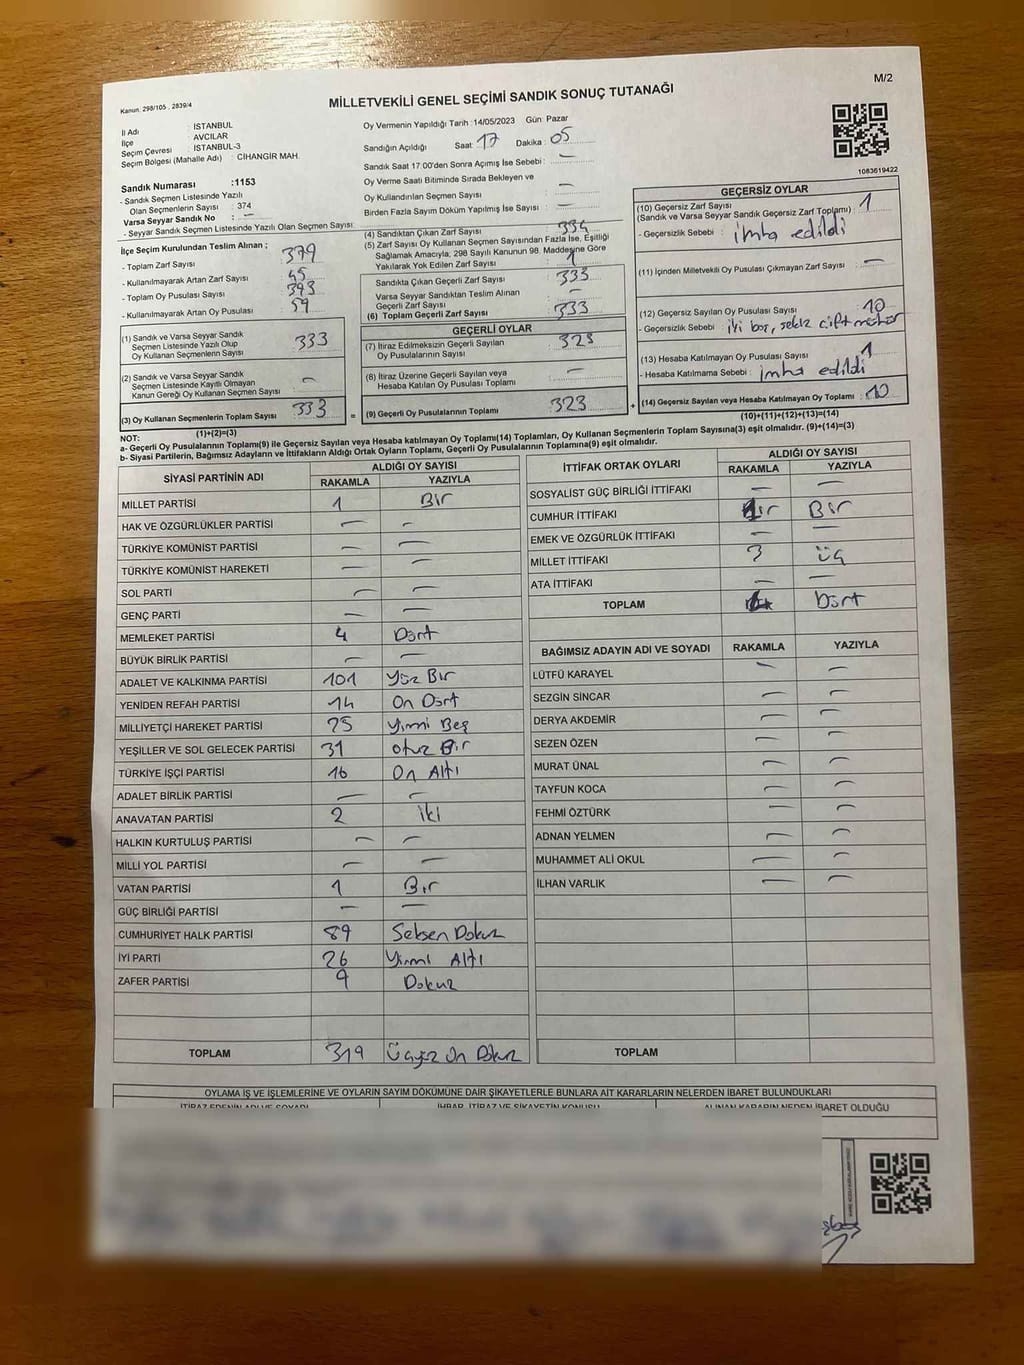 M/2
Kanun: 298/105 , 2839/4
MİLLETVEKİLİ GENEL SEÇİMİ SANDIK SONUÇ TUTANAĞI
İl Adı : İSTANBUL
İlçe : AVCILAR
Seçim Çevresi : İSTANBUL-3
Seçim Bölgesi (Mahalle Adı) : CİHANGİR MAH.
Sandık Numarası :1153
- Sandık Seçmen Listesinde Yazılı
Olan Seçmenlerin Sayısı : 374
Varsa Seyyar Sandık No : —
- Seyyar Sandık Seçmen Listesinde Yazılı Olan Seçmen Sayısı:
İlçe Seçim Kurulundan Teslim Alınan ;
- Toplam Zarf Sayısı 379
- Kullanılmayarak Artan Zarf Sayısı 45
- Toplam Oy Pusulası Sayısı 393
- Kullanılmayarak Artan Oy Pusulası 59
(1) Sandık ve Varsa Seyyar Sandık
Seçmen Listesinde Yazılı Olup
Oy Kullanan Seçmenlerin Sayısı 333
(2) Sandık ve Varsa Seyyar Sandık
Seçmen Listesinde Kayıtlı Olmayan
Kanun Gereği Oy Kullanan Seçmen Sayısı —
(3) Oy Kullanan Seçmenlerin Toplam Sayısı 333 =
(1)+(2)=(3)
Oy Vermenin Yapıldığı Tarih :14/05/2023 Gün: Pazar
Sandığın Açıldığı Saat: 17 Dakika : 05
Sandık Saat 17:00'den Sonra Açımış İse Sebebi : —
Oy Verme Saati Bitiminde Sırada Bekleyen ve
Oy Kullandırılan Seçmen Sayısı : —
Birden Fazla Sayım Döküm Yapılmış İse Sayısı : —
(4) Sandıktan Çıkan Zarf Sayısı : 334
(5) Zarf Sayısı Oy Kullanan Seçmen Sayısından Fazla İse, Eşitliği
Sağlamak Amacıyla; 298 Sayılı Kanunun 98. Maddesine Göre
Yakılarak Yok Edilen Zarf Sayısı : 1
Sandıkta Çıkan Geçerli Zarf Sayısı : 333
Varsa Seyyar Sandıktan Teslim Alınan
Geçerli Zarf Sayısı : —
(6) Toplam Geçerli Zarf Sayısı : 333
GEÇERLİ OYLAR
(7) İtiraz Edilmeksizin Geçerli Sayılan
Oy Pusulalarının Sayısı : 323
(8) İtiraz Üzerine Geçerli Sayılan veya
Hesaba Katılan Oy Pusulası Toplamı : —
(9) Geçerli Oy Pusulalarının Toplamı : 323 +
1083619422
GEÇERSİZ OYLAR
(10) Geçersiz Zarf Sayısı
(Sandık ve Varsa Seyyar Sandık Geçersiz Zarf Toplamı) : 1
- Geçersizlik Sebebi : imha edildi
(11) İçinden Milletvekili Oy Pusulası Çıkmayan Zarf Sayısı : —
(12) Geçersiz Sayılan Oy Pusulası Sayısı : 10
- Geçersizlik Sebebi : iki boş, sekiz çift mühür
(13) Hesaba Katılmayan Oy Pusulası Sayısı : 1
- Hesaba Katılmama Sebebi : imha edildi
(14) Geçersiz Sayılan veya Hesaba Katılmayan Oy Toplamı : 10
(10)+(11)+(12)+(13)=(14)
NOT:
a- Geçerli Oy Pusulalarının Toplamı(9) ile Geçersiz Sayılan veya Hesaba katılmayan Oy Toplamı(14) Toplamları, Oy Kullanan Seçmenlerin Toplam Sayısına(3) eşit olmalıdır. (9)+(14)=(3)
b- Siyasi Partilerin, Bağımsız Adayların ve İttifakların Aldığı Ortak Oyların Toplamı, Geçerli Oy Pusulalarının Toplamına(9) eşit olmalıdır.
SİYASİ PARTİNİN ADI ALDIĞI OY SAYISI
RAKAMLA YAZIYLA
MİLLET PARTİSİ 1 Bir
HAK VE ÖZGÜRLÜKLER PARTİSİ — —
TÜRKİYE KOMÜNİST PARTİSİ — —
TÜRKİYE KOMÜNİST HAREKETİ — —
SOL PARTİ — —
GENÇ PARTİ — —
MEMLEKET PARTİSİ 4 Dört
BÜYÜK BİRLİK PARTİSİ — —
ADALET VE KALKINMA PARTİSİ 101 Yüz Bir
YENİDEN REFAH PARTİSİ 14 On Dört
MİLLİYETÇİ HAREKET PARTİSİ 25 Yirmi Beş
YEŞİLLER VE SOL GELECEK PARTİSİ 31 otuz Bir
TÜRKİYE İŞÇİ PARTİSİ 16 On Altı
ADALET BİRLİK PARTİSİ — —
ANAVATAN PARTİSİ 2 İki
HALKIN KURTULUŞ PARTİSİ — —
MİLLİ YOL PARTİSİ — —
VATAN PARTİSİ 1 Bir
GÜÇ BİRLİĞİ PARTİSİ — —
CUMHURİYET HALK PARTİSİ 89 Seksen Dokuz
İYİ PARTİ 26 Yirmi Altı
ZAFER PARTİSİ 9 Dokuz
TOPLAM 319 Üçyüz On Dokuz
İTTİFAK ORTAK OYLARI ALDIĞI OY SAYISI
RAKAMLA YAZIYLA
SOSYALİST GÜÇ BİRLİĞİ İTTİFAKI — —
CUMHUR İTTİFAKI Bir
EMEK VE ÖZGÜRLÜK İTTİFAKI — —
MİLLET İTTİFAKI 3 Üç
ATA İTTİFAKI — —
TOPLAM Dört
BAĞIMSIZ ADAYIN ADI VE SOYADI RAKAMLA YAZIYLA
LÜTFÜ KARAYEL — —
SEZGİN SİNCAR — —
DERYA AKDEMİR — —
SEZEN ÖZEN — —
MURAT ÜNAL — —
TAYFUN KOCA — —
FEHMİ ÖZTÜRK — —
ADNAN YELMEN — —
MUHAMMET ALİ OKUL — —
İLHAN VARLIK — —
TOPLAM
OYLAMA İŞ VE İŞLEMLERİNE VE OYLARIN SAYIM DÖKÜMÜNE DAİR ŞİKAYETLERLE BUNLARA AİT KARARLARIN NELERDEN İBARET BULUNDUKLARI
İTİRAZ EDENİN ADI VE SOYADI İHBAR, İTİRAZ VE ŞİKAYETİN KONUSU ALINAN KARARIN NEDEN İBARET OLDUĞU